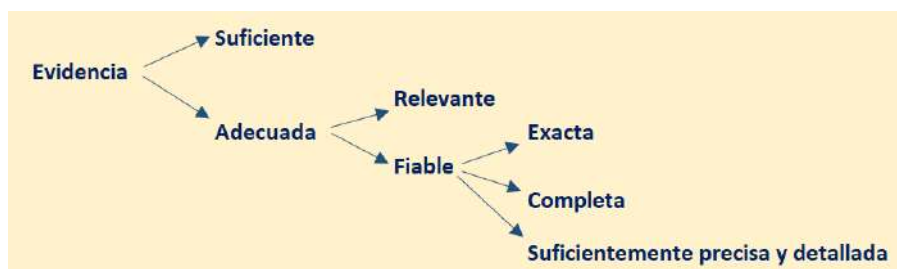 Suficiente
Evidencia
Relevante
Adecuada
Exacta
Fiable
Completa
Suficientemente precisa y detallada